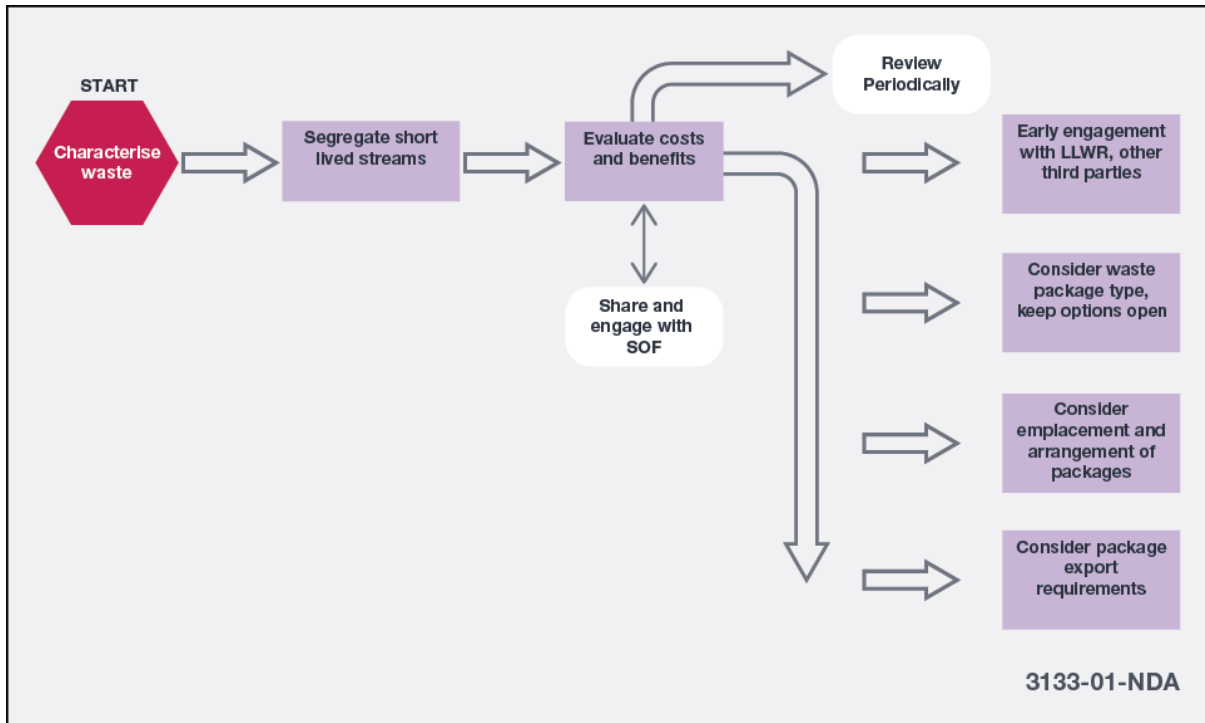 START
Characterise
waste
Segregate short
lived streams
Evaluate costs
and benefits
Share and
engage with
SOF
Review
Periodically
Early engagement
with LLWR, other
third parties
Consider waste
package type,
keep options open
Consider
emplacement and
arrangement of
packages
Consider package
export
requirements
3133-01-NDA